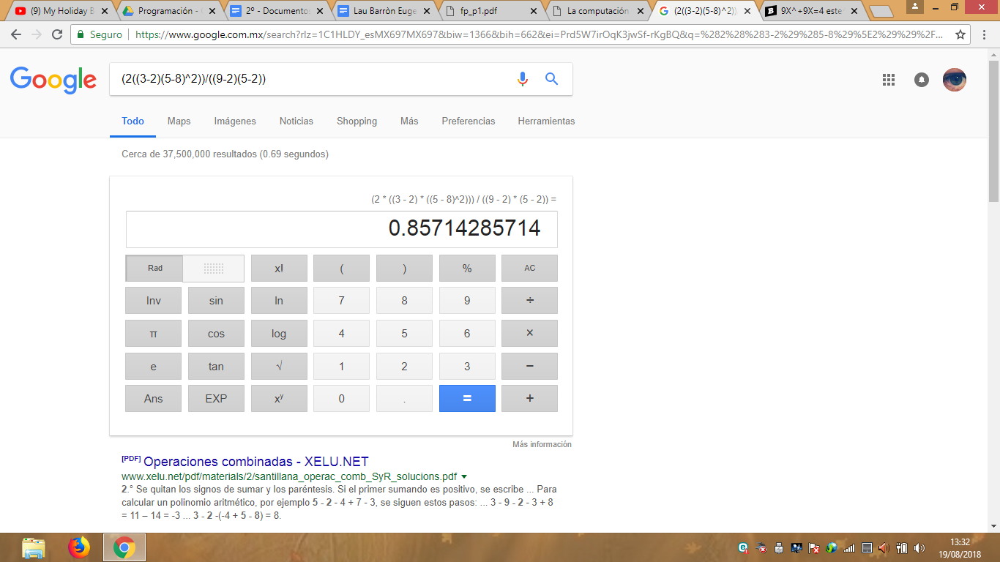 (9) My Holiday B
Programación -
2º - Documentos
Lau Barròn Euge
fp_p1.pdf
La computación
(2((3-2)(5-8)^2))
9X^+9X=4 este
Seguro
https://www.google.com.mx/search?rlz=1C1HLDY_esMX697MX697&biw=1366&bih=662&ei=Prd5W7irOqK3jwSf-rKgBQ&q=%282%28%283-2%29%285-8%29%5E2%29%29%2F...
Google
(2((3-2)(5-8)^2))/((9-2)(5-2))
Todo Maps Imágenes Noticias Shopping Más Preferencias Herramientas
Cerca de 37,500,000 resultados (0.69 segundos)
(2 * ((3 - 2) * ((5 - 8)^2))) / ((9 - 2) * (5 - 2)) =
0.85714285714
Rad x! ( ) % AC
Inv sin ln 7 8 9 ÷
π cos log 4 5 6 ×
e tan √ 1 2 3 −
Ans EXP xʸ 0 . = +
Más información
[PDF] Operaciones combinadas - XELU.NET
www.xelu.net/pdf/materials/2/santillana_operac_comb_SyR_solucions.pdf
2.° Se quitan los signos de sumar y los paréntesis. Si el primer sumando es positivo, se escribe ... Para
calcular un polinomio aritmético, por ejemplo 5 - 2 - 4 + 7 - 3, se siguen estos pasos: ... 3 - 9 - 2 - 3 + 8
= 11 – 14 = -3 ... 3 - 2 -(-4 + 5 - 8) = 8.
13:32
19/08/2018